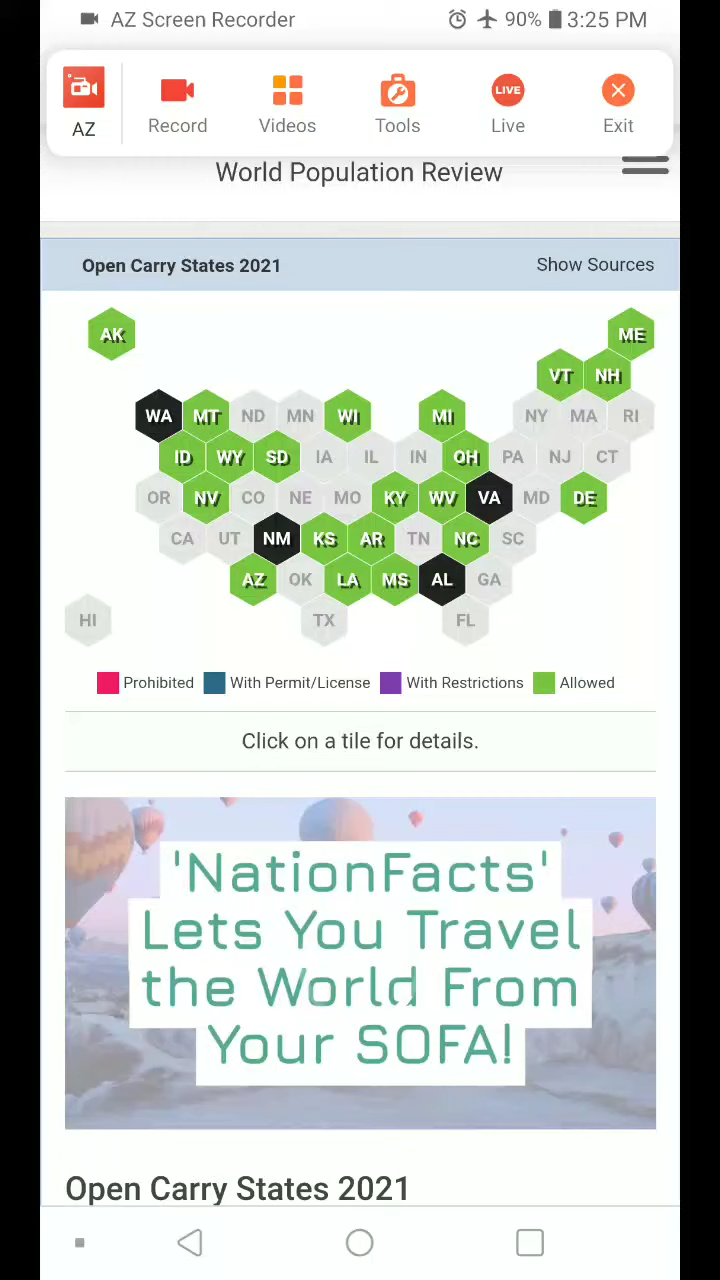 AZ Screen Recorder 90% 3:25 PM
AZ Record Videos Tools LIVE Live Exit
World Population Review
Open Carry States 2021 Show Sources
AK ME
VT NH
WA MT ND MN WI MI NY MA RI
ID WY SD IA IL IN OH PA NJ CT
OR NV CO NE MO KY WV VA MD DE
CA UT NM KS AR TN NC SC
AZ OK LA MS AL GA
HI TX FL
Prohibited With Permit/License With Restrictions Allowed
Click on a tile for details.
'NationFacts'
Lets You Travel
the World From
Your SOFA!
Open Carry States 2021